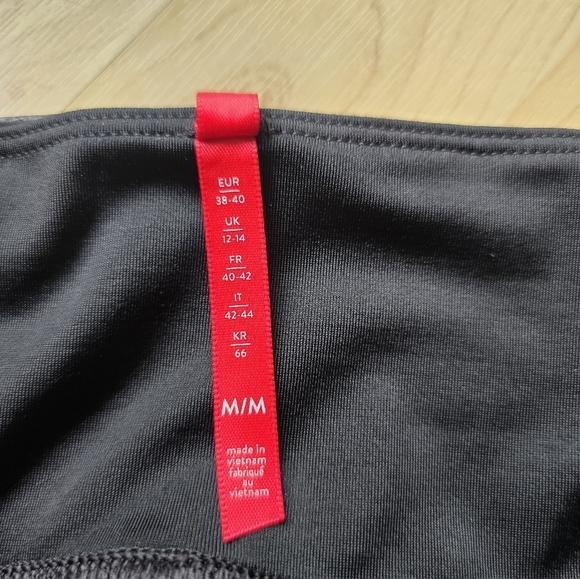 EUR
38-40
UK
12-14
FR
40-42
IT
42-44
KR
66
M/M
made in
vietnam
fabriqué
au
vietnam